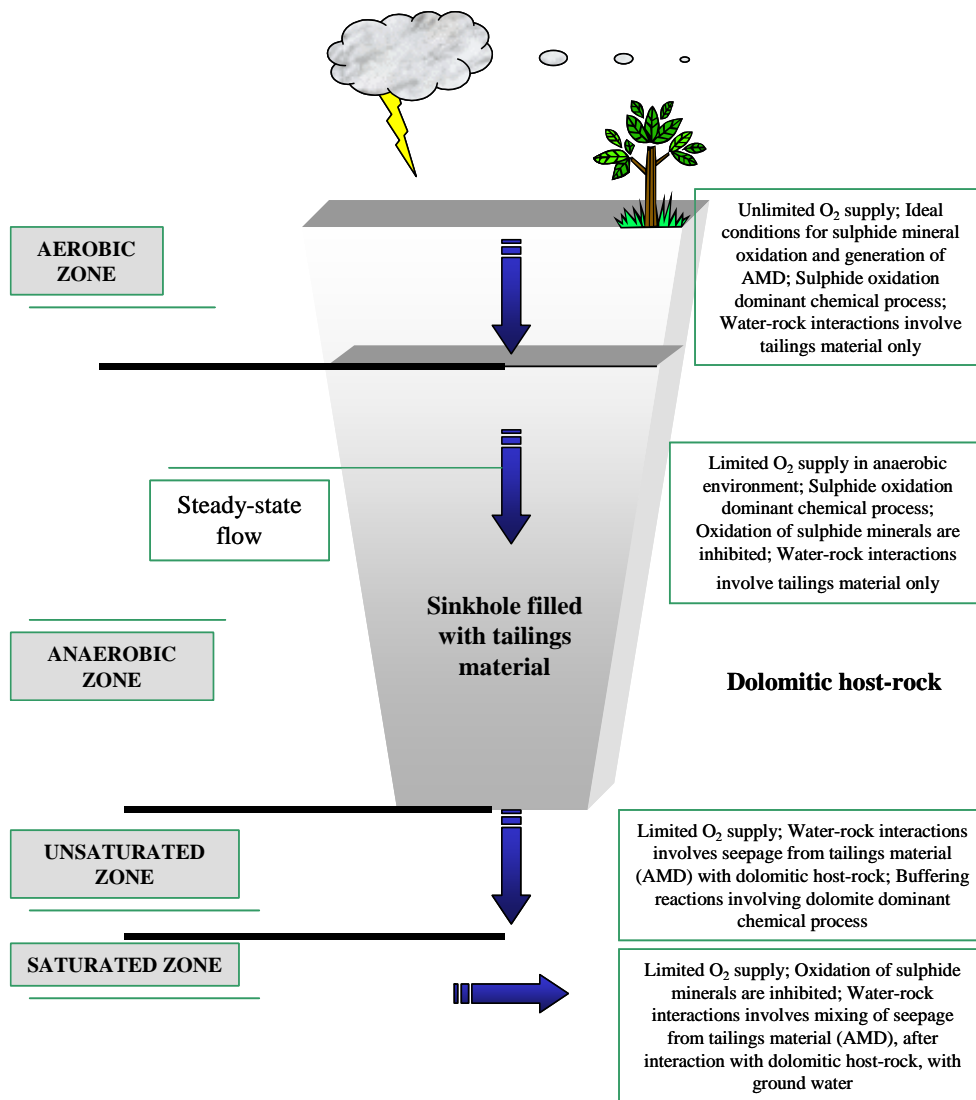 AEROBIC
ZONE
Unlimited O₂ supply; Ideal
conditions for sulphide mineral
oxidation and generation of
AMD; Sulphide oxidation
dominant chemical process;
Water-rock interactions involve
tailings material only
Steady-state
flow
Limited O₂ supply in anaerobic
environment; Sulphide oxidation
dominant chemical process;
Oxidation of sulphide minerals are
inhibited; Water-rock interactions
involve tailings material only
Sinkhole filled
with tailings
material
ANAEROBIC
ZONE
Dolomitic host-rock
UNSATURATED
ZONE
Limited O₂ supply; Water-rock interactions
involves seepage from tailings material
(AMD) with dolomitic host-rock; Buffering
reactions involving dolomite dominant
chemical process
SATURATED ZONE
Limited O₂ supply; Oxidation of sulphide
minerals are inhibited; Water-rock
interactions involves mixing of seepage
from tailings material (AMD), after
interaction with dolomitic host-rock, with
ground water